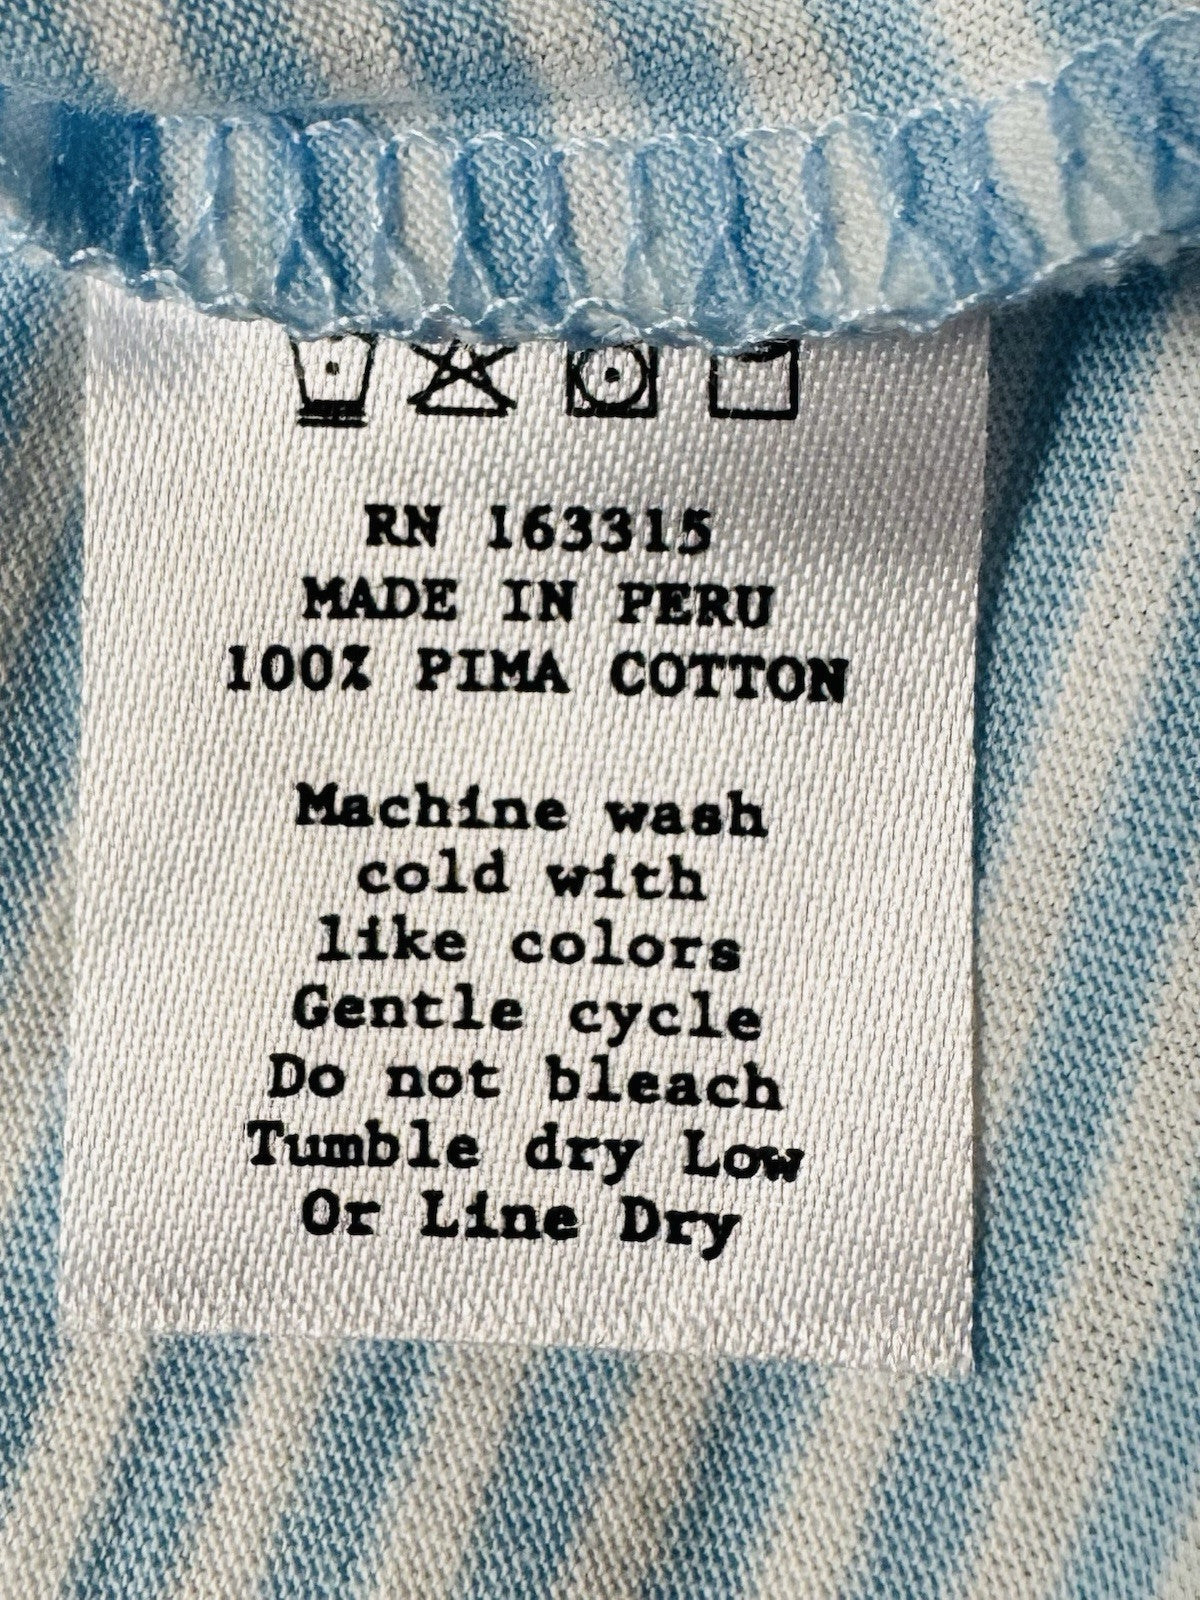 RN 163315
MADE IN PERU
100% PIMA COTTON
Machine wash
cold with
like colors
Gentle cycle
Do not bleach
Tumble dry Low
Or Line Dry